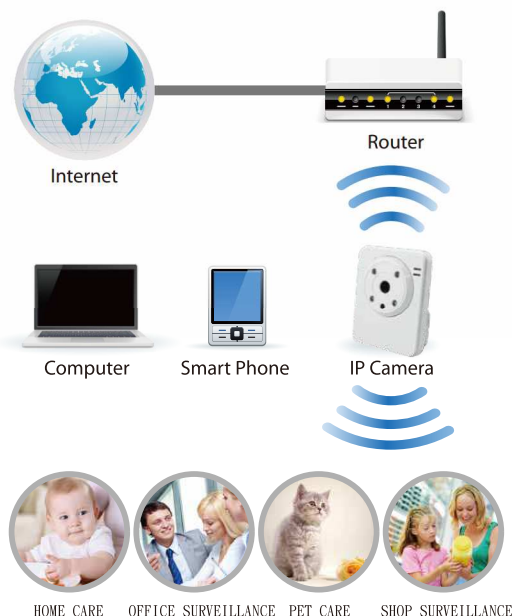 Router
Internet
Computer
Smart Phone
IP Camera
HOME CARE
OFFICE SURVEILLANCE
PET CARE
SHOP SURVEILLANCE